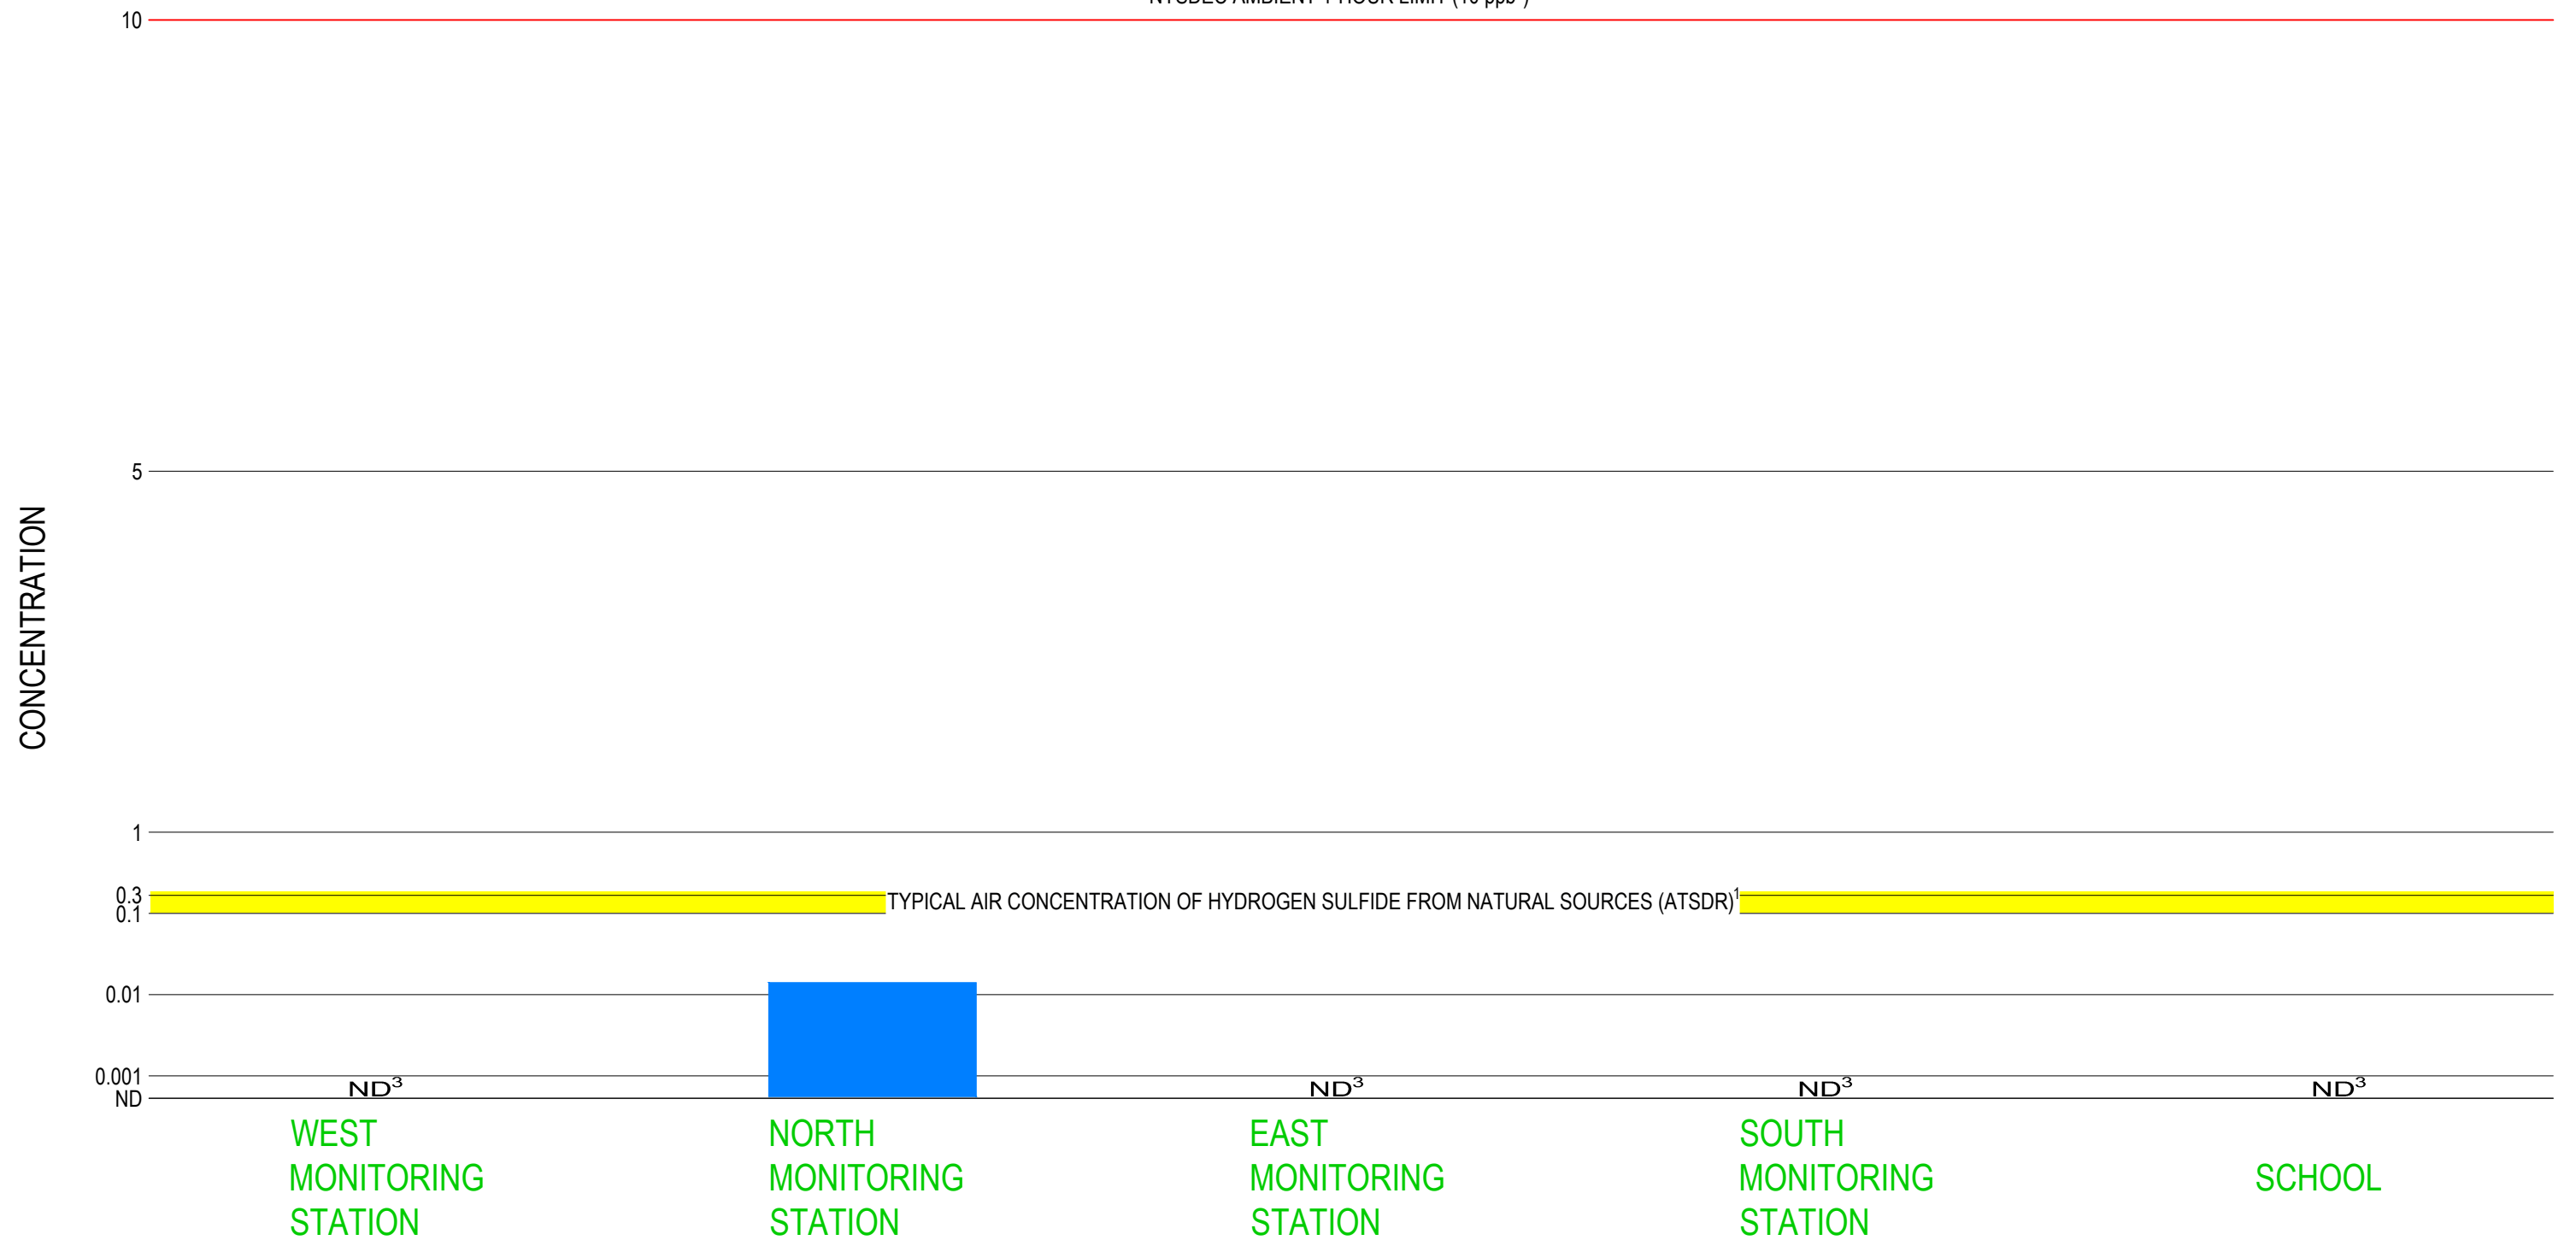 10
5
CONCENTRATION
1
0.3
0.1
TYPICAL AIR CONCENTRATION OF HYDROGEN SULFIDE FROM NATURAL SOURCES (ATSDR)¹
0.01
0.001
ND
ND³
ND³
ND³
ND³
WEST
MONITORING
STATION
NORTH
MONITORING
STATION
EAST
MONITORING
STATION
SOUTH
MONITORING
STATION
SCHOOL